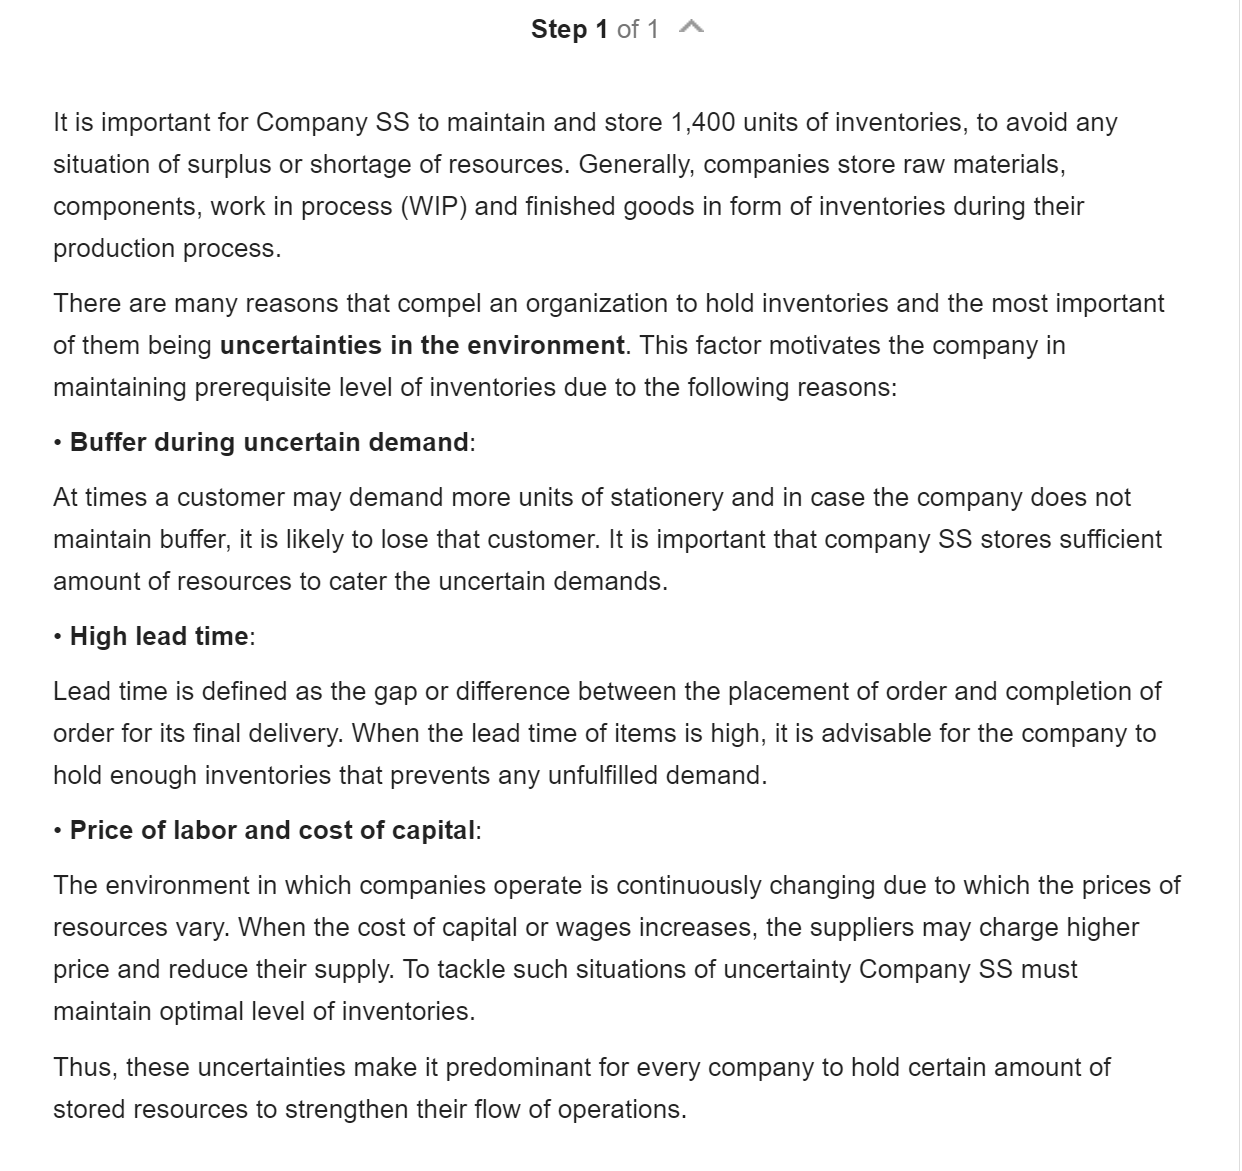 Step 1 of 1
It is important for Company SS to maintain and store 1,400 units of inventories, to avoid any
situation of surplus or shortage of resources. Generally, companies store raw materials,
components, work in process (WIP) and finished goods in form of inventories during their
production process.
There are many reasons that compel an organization to hold inventories and the most important
of them being uncertainties in the environment. This factor motivates the company in
maintaining prerequisite level of inventories due to the following reasons:
• Buffer during uncertain demand:
At times a customer may demand more units of stationery and in case the company does not
maintain buffer, it is likely to lose that customer. It is important that company SS stores sufficient
amount of resources to cater the uncertain demands.
• High lead time:
Lead time is defined as the gap or difference between the placement of order and completion of
order for its final delivery. When the lead time of items is high, it is advisable for the company to
hold enough inventories that prevents any unfulfilled demand.
• Price of labor and cost of capital:
The environment in which companies operate is continuously changing due to which the prices of
resources vary. When the cost of capital or wages increases, the suppliers may charge higher
price and reduce their supply. To tackle such situations of uncertainty Company SS must
maintain optimal level of inventories.
Thus, these uncertainties make it predominant for every company to hold certain amount of
stored resources to strengthen their flow of operations.